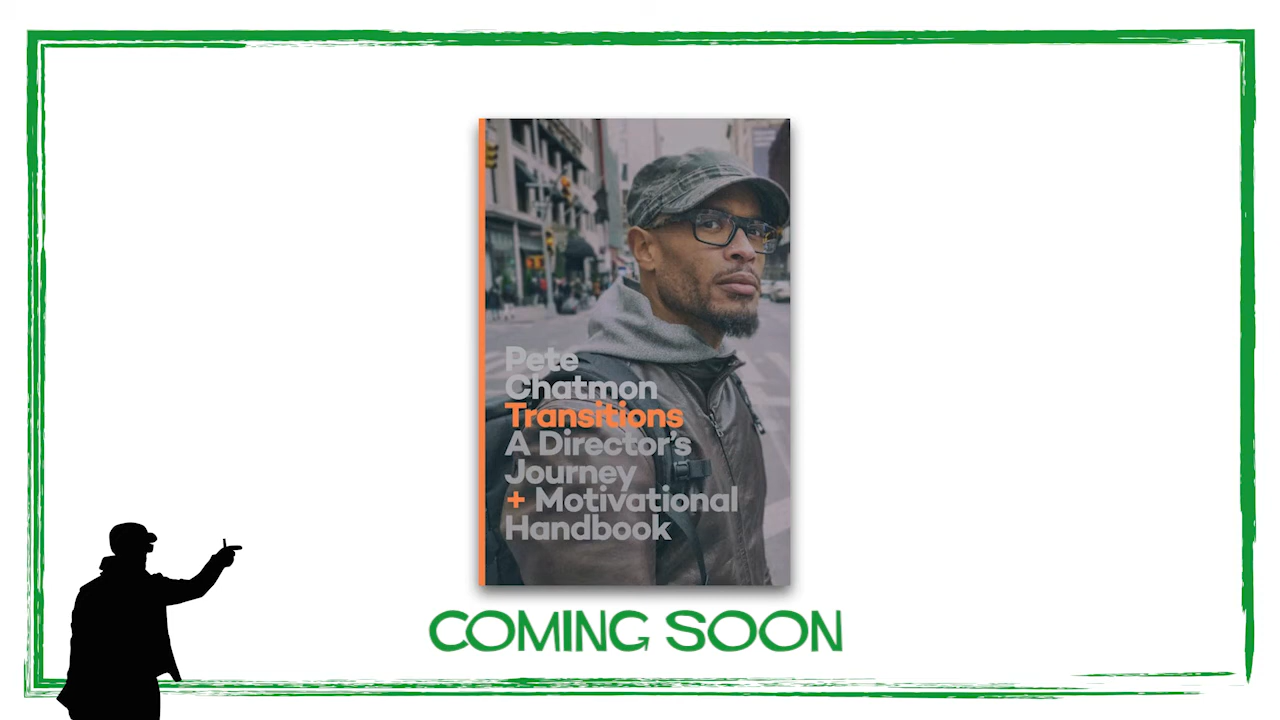 Pete
Chatmon
Transitions
A Director's
Journey
+ Motivational
Handbook
COMING SOON